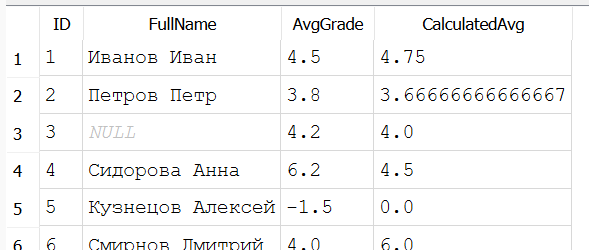 ID FullName AvgGrade CalculatedAvg
1 1 Иванов Иван 4.5 4.75
2 2 Петров Петр 3.8 3.66666666666667
3 3 NULL 4.2 4.0
4 4 Сидорова Анна 6.2 4.5
5 5 Кузнецов Алексей -1.5 0.0
6 6 Смирнов Дмитрий 4.0 6.0